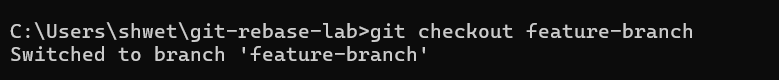 C:\Users\shwet\git-rebase-lab>git checkout feature-branch
Switched to branch 'feature-branch'